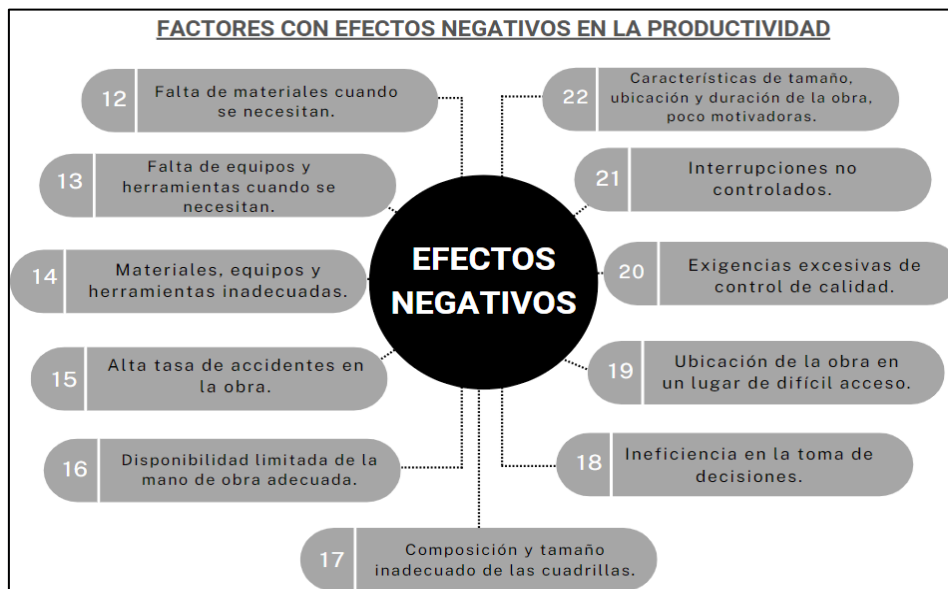 FACTORES CON EFECTOS NEGATIVOS EN LA PRODUCTIVIDAD
12
Falta de materiales cuando
se necesitan.
13
Falta de equipos y
herramientas cuando se
necesitan.
14
Materiales, equipos y
herramientas inadecuadas.
15
Alta tasa de accidentes en
la obra.
16
Disponibilidad limitada de la
mano de obra adecuada.
17
Composición y tamaño
inadecuado de las cuadrillas.
EFECTOS
NEGATIVOS
22
Características de tamaño,
ubicación y duración de la obra,
poco motivadoras.
21
Interrupciones no
controlados.
20
Exigencias excesivas de
control de calidad.
19
Ubicación de la obra en
un lugar de difícil acceso.
18
Ineficiencia en la toma de
decisiones.